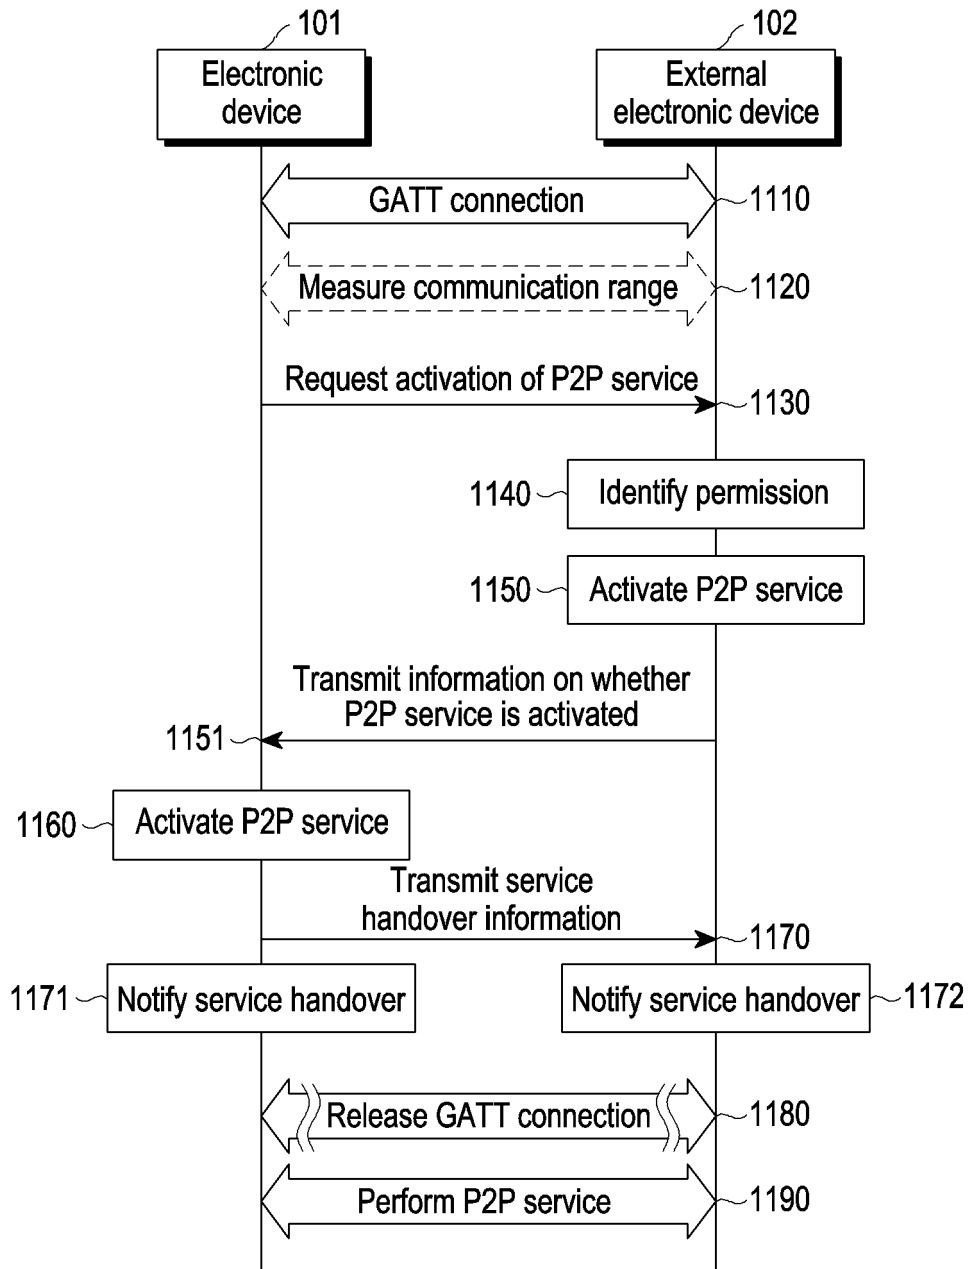 101
102
Electronic
device
External
electronic device
GATT connection
1110
Measure communication range
1120
Request activation of P2P service
1130
1140
Identify permission
1150
Activate P2P service
Transmit information on whether
P2P service is activated
1151
1160
Activate P2P service
Transmit service
handover information
1170
1171
Notify service handover
Notify service handover
1172
Release GATT connection
1180
Perform P2P service
1190